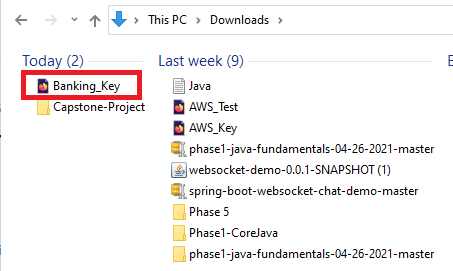 This PC > Downloads >
Today (2)
Banking_Key
Capstone-Project
Last week (9)
Java
AWS_Test
AWS_Key
phase1-java-fundamentals-04-26-2021-master
websocket-demo-0.0.1-SNAPSHOT (1)
spring-boot-websocket-chat-demo-master
Phase 5
Phase1-CoreJava
phase1-java-fundamentals-04-26-2021-master